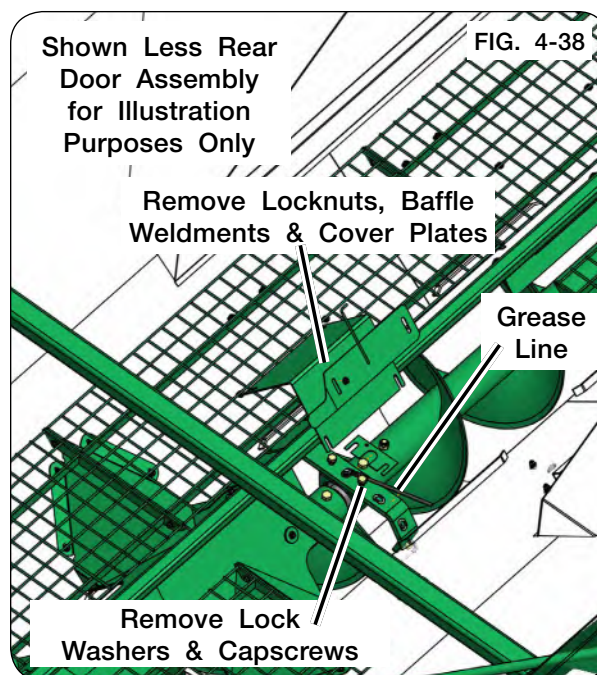 Shown Less Rear
Door Assembly
for Illustration
Purposes Only
FIG. 4-38
Remove Locknuts, Baffle
Weldments & Cover Plates
Grease
Line
Remove Lock
Washers & Capscrews